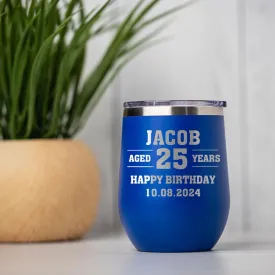 JACOB
AGED 25 YEARS
HAPPY BIRTHDAY
10.08.2024